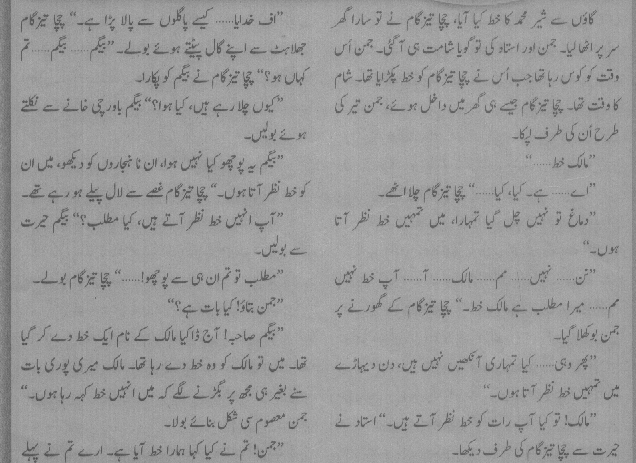 گاؤں سے شیر محمد کا خط کیا آیا، چچا تیزگام نے تو سارا گھر
سر پر اٹھا لیا۔ جمن اور استاد کی تو گویا شامت ہی آگئی۔ جمن اُس
وقت کو کوس رہا تھا جب اُس نے چچا تیزگام کو خط پکڑایا تھا۔ شام
کا وقت تھا۔ چچا تیزگام جیسے ہی گھر میں داخل ہوئے، جمن تیر کی
طرح اُن کی طرف لپکا۔
”مالک خط......“
”اے...... ہے۔ کیا، کیا......“ چچا تیز گام چلا اٹھے۔
”دماغ تو نہیں چل گیا تمہارا، میں تمہیں خط نظر آتا
ہوں۔“
”نن...... نہیں...... مم...... مالک...... آ...... آپ خط نہیں
مم...... میرا مطلب ہے مالک خط۔“ چچا تیز گام کے گھورنے پر
جمن بوکھلا گیا۔
”پھر وہی...... کیا تمہاری آنکھیں نہیں ہیں، دن دیہاڑے
میں تمہیں خط نظر آتا ہوں۔“
”مالک! تو کیا آپ رات کو خط نظر آتے ہیں۔“ استاد نے
حیرت سے چچا تیز گام کی طرف دیکھا۔
”اُف خدایا...... کیسے پاگلوں سے پالا پڑا ہے۔“ چچا تیزگام
جھلاہٹ سے اپنے گال پیٹتے ہوئے بولے۔ ”بیگم...... بیگم...... تم
کہاں ہو؟“ چچا تیز گام نے بیگم کو پکارا۔
”کیوں چلا رہے ہیں، کیا ہوا؟“ بیگم باورچی خانے سے نکلتے
ہوئے بولیں۔
”بیگم یہ پوچھو کیا نہیں ہوا، ان نانہجاروں کو دیکھو، میں ان
کو خط نظر آتا ہوں۔“ چچا تیزگام غصے سے لال پیلے ہو رہے تھے۔
”آپ انہیں خط نظر آتے ہیں، کیا مطلب؟“ بیگم حیرت
سے بولیں۔
”مطلب تو تم ان ہی سے پوچھو!......“ چچا تیز گام بولے۔
”جمن بتاؤ! کیا بات ہے؟“
”بیگم صاحبہ! آج ڈاکیا مالک کے نام ایک خط دے کر گیا
تھا۔ میں تو مالک کو وہ خط دے رہا تھا۔ مالک میری پوری بات
سنے بغیر ہی مجھ پر بگڑنے لگے کہ میں انہیں خط کہہ رہا ہوں۔“
جمن معصوم سی شکل بنائے بولا۔
”جمن! تم نے کیا کہا ہمارا خط آیا ہے۔ ارے تم نے پہلے